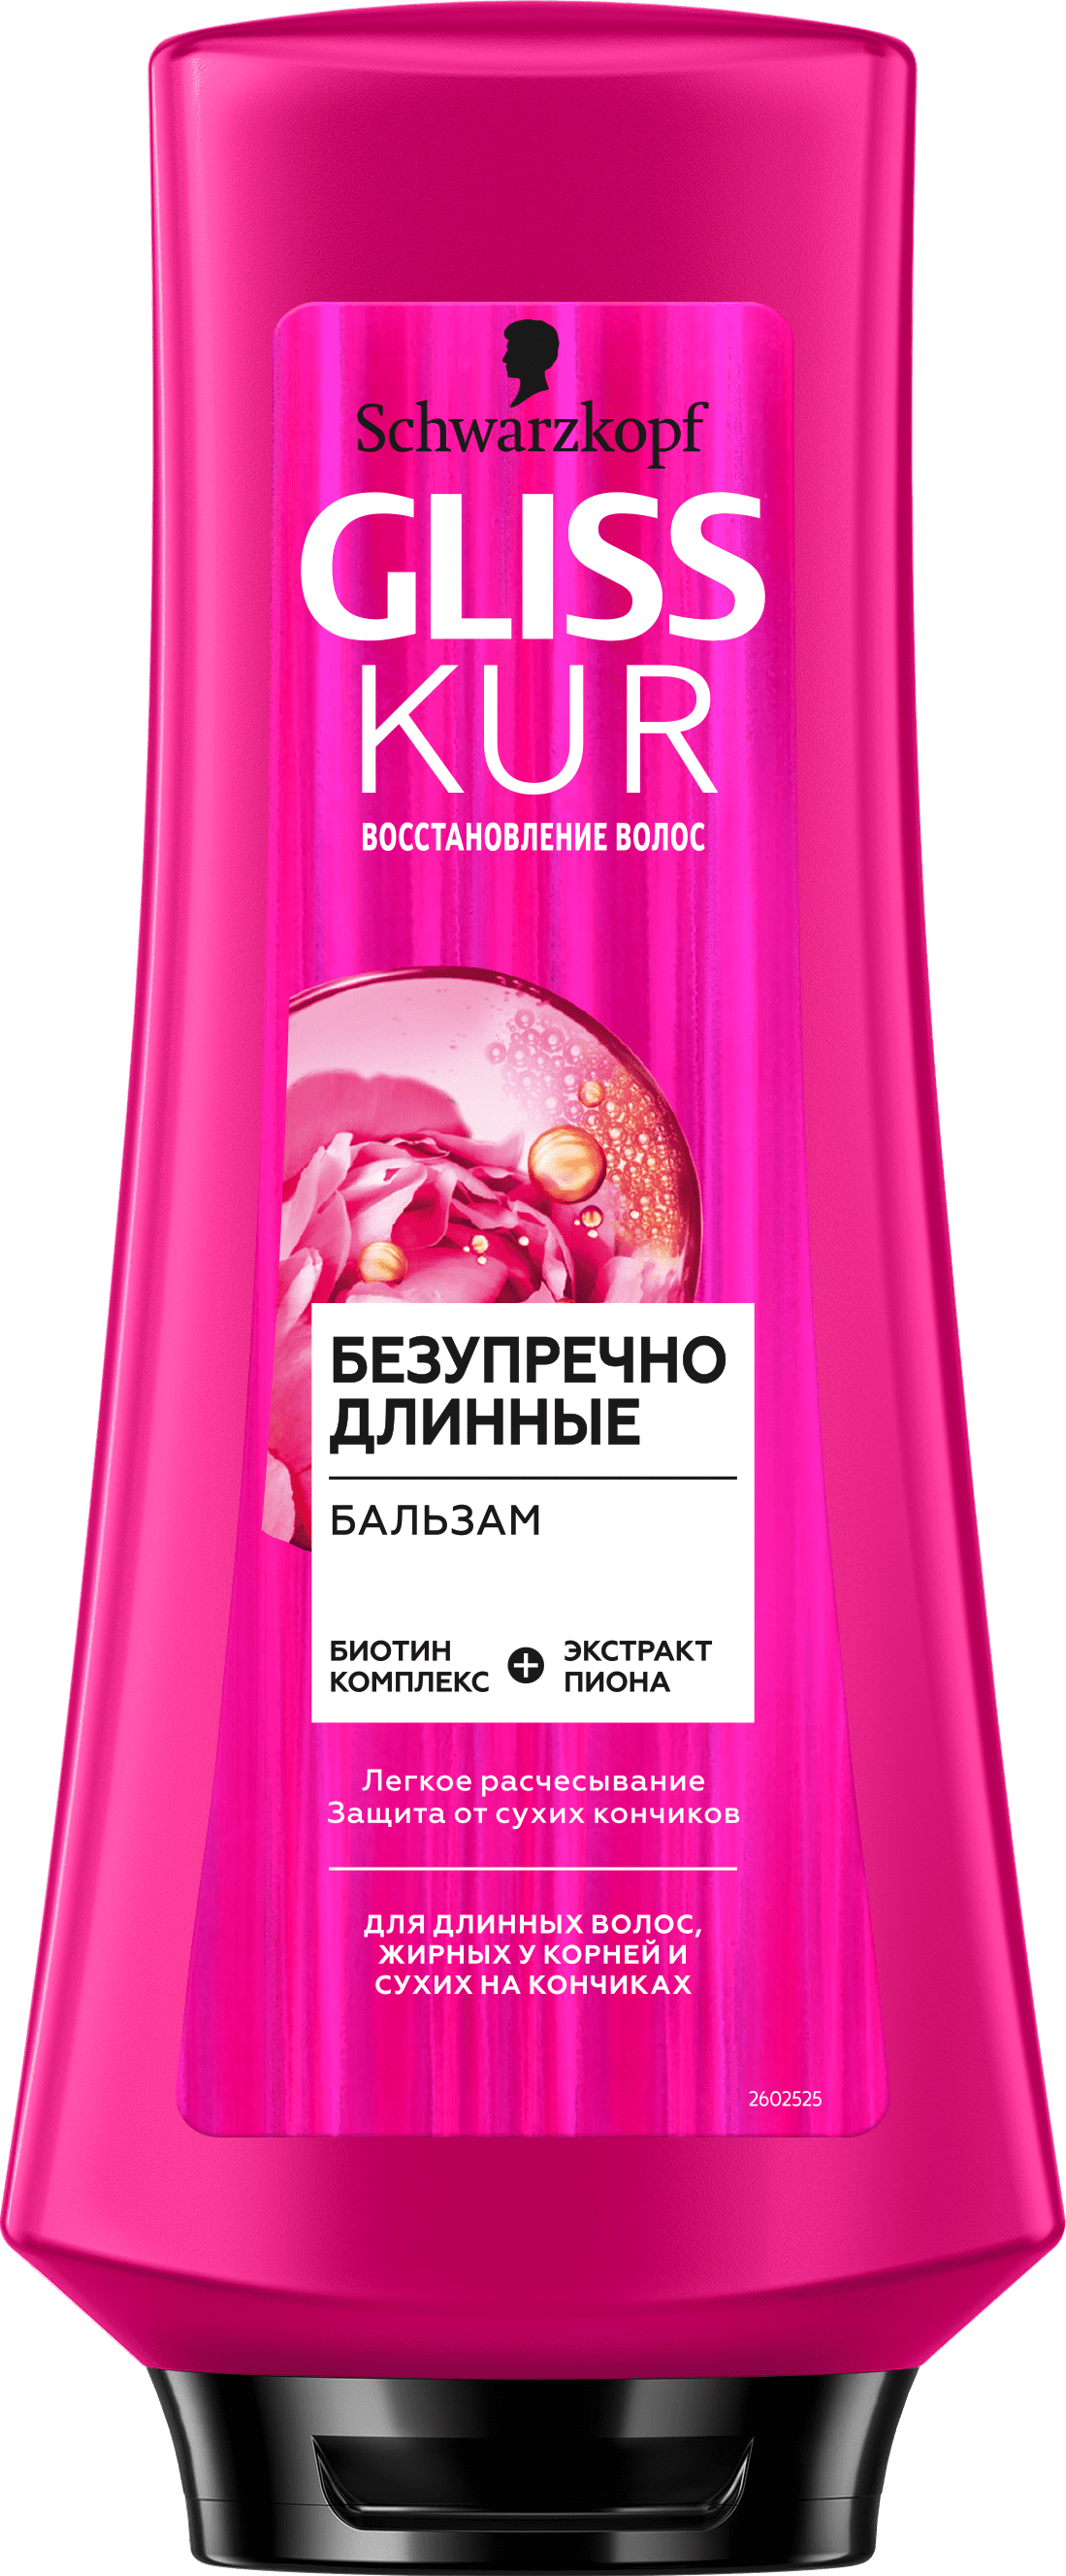 Schwarzkopf
GLISS
KUR
ВОССТАНОВЛЕНИЕ ВОЛОС
БЕЗУПРЕЧНО
ДЛИННЫЕ
БАЛЬЗАМ
БИОТИН КОМПЛЕКС + ЭКСТРАКТ ПИОНА
Легкое расчесывание
Защита от сухих кончиков
ДЛЯ ДЛИННЫХ ВОЛОС,
ЖИРНЫХ У КОРНЕЙ И
СУХИХ НА КОНЧИКАХ
2602525